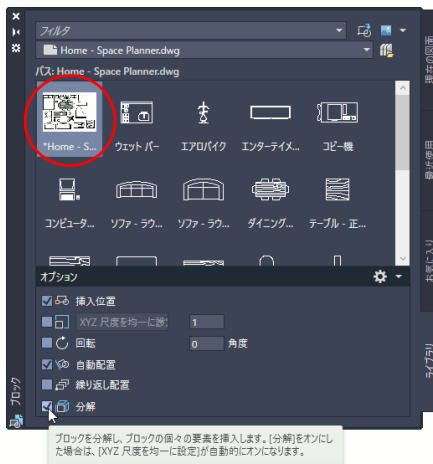 フィルタ
Home - Space Planner.dwg
パス: Home - Space Planner.dwg
*Home - S...
ウェット バー
エアロバイク
エンターテイメ...
コピー機
コンピュータ...
ソファ - ラウ...
ソファ - ラウ...
ダイニング...
テーブル - 正...
オプション
挿入位置
XYZ 尺度を均一に設
1
回転
0
角度
自動配置
繰り返し配置
分解
ブロックを分解し、ブロックの個々の要素を挿入します。[分解]をオンにし
た場合は、[XYZ 尺度を均一に設定]が自動的にオンになります。
ブロック
現在の図面
最近使用
お気に入り
ライブラリ